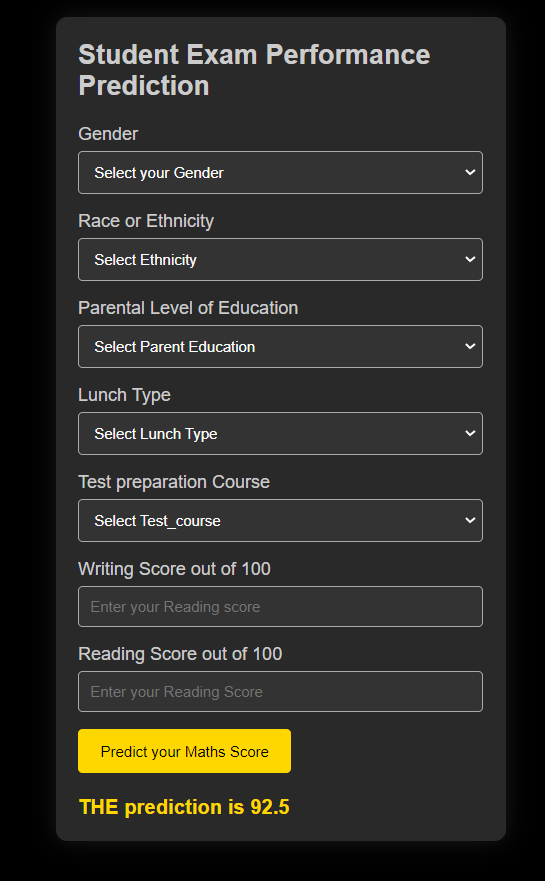 Student Exam Performance
Prediction
Gender
Select your Gender
Race or Ethnicity
Select Ethnicity
Parental Level of Education
Select Parent Education
Lunch Type
Select Lunch Type
Test preparation Course
Select Test_course
Writing Score out of 100
Enter your Reading score
Reading Score out of 100
Enter your Reading Score
Predict your Maths Score
THE prediction is 92.5